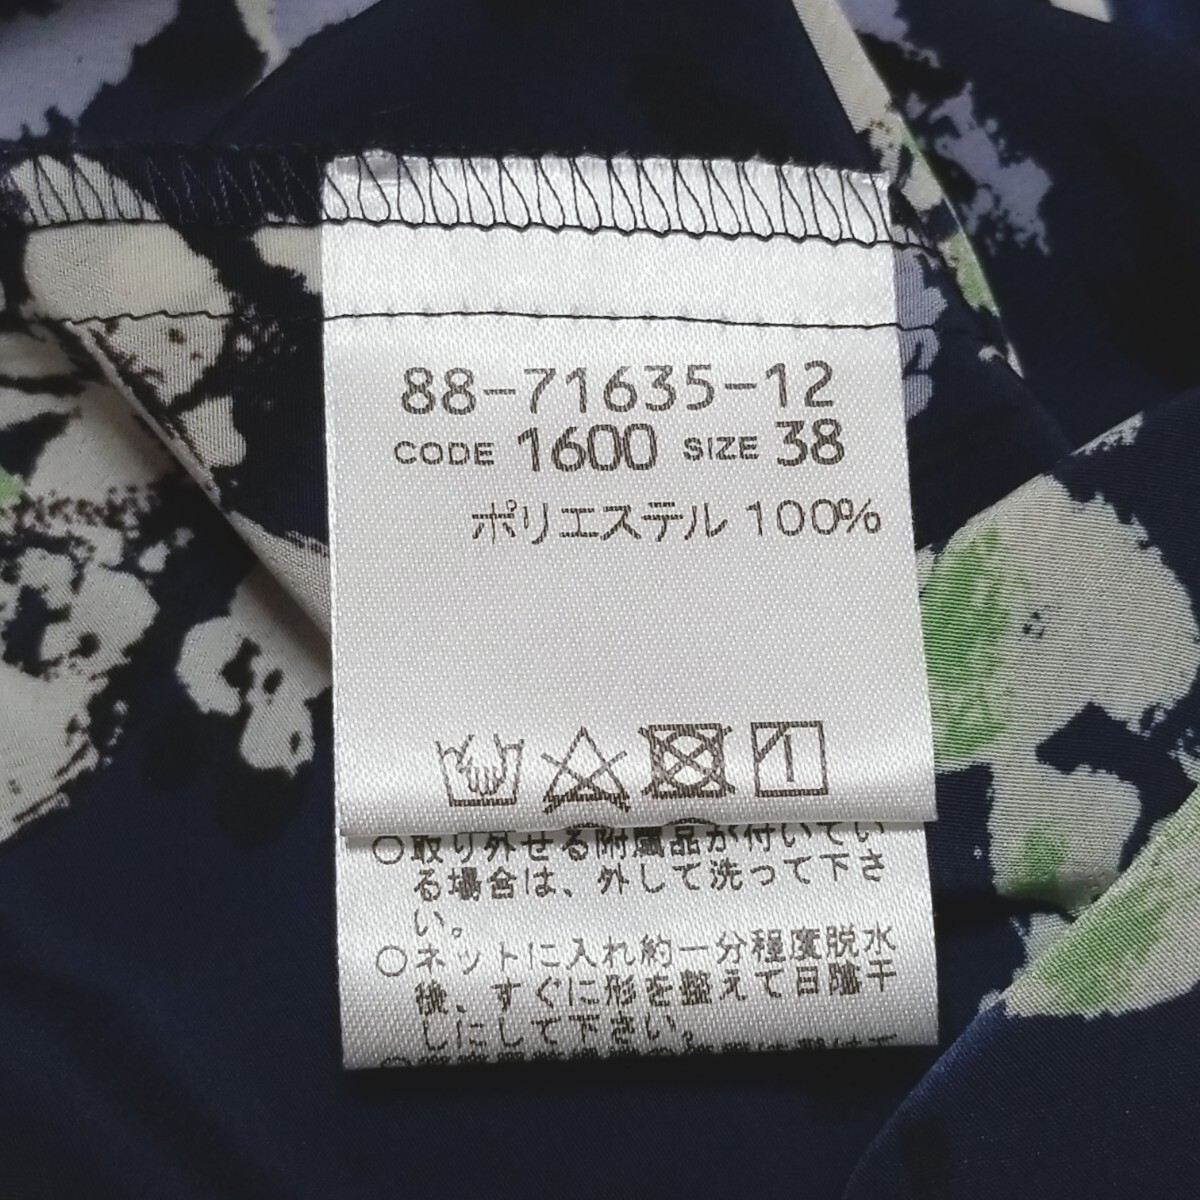 88-71635-12
CODE 1600 SIZE 38
ポリエステル 100%
○取り外せる附属品が付いてい
る場合は、外して洗って下さ
い。
○ネットに入れ約一分程度脱水
後、すぐに形を整えて日陰干
しにして下さい。